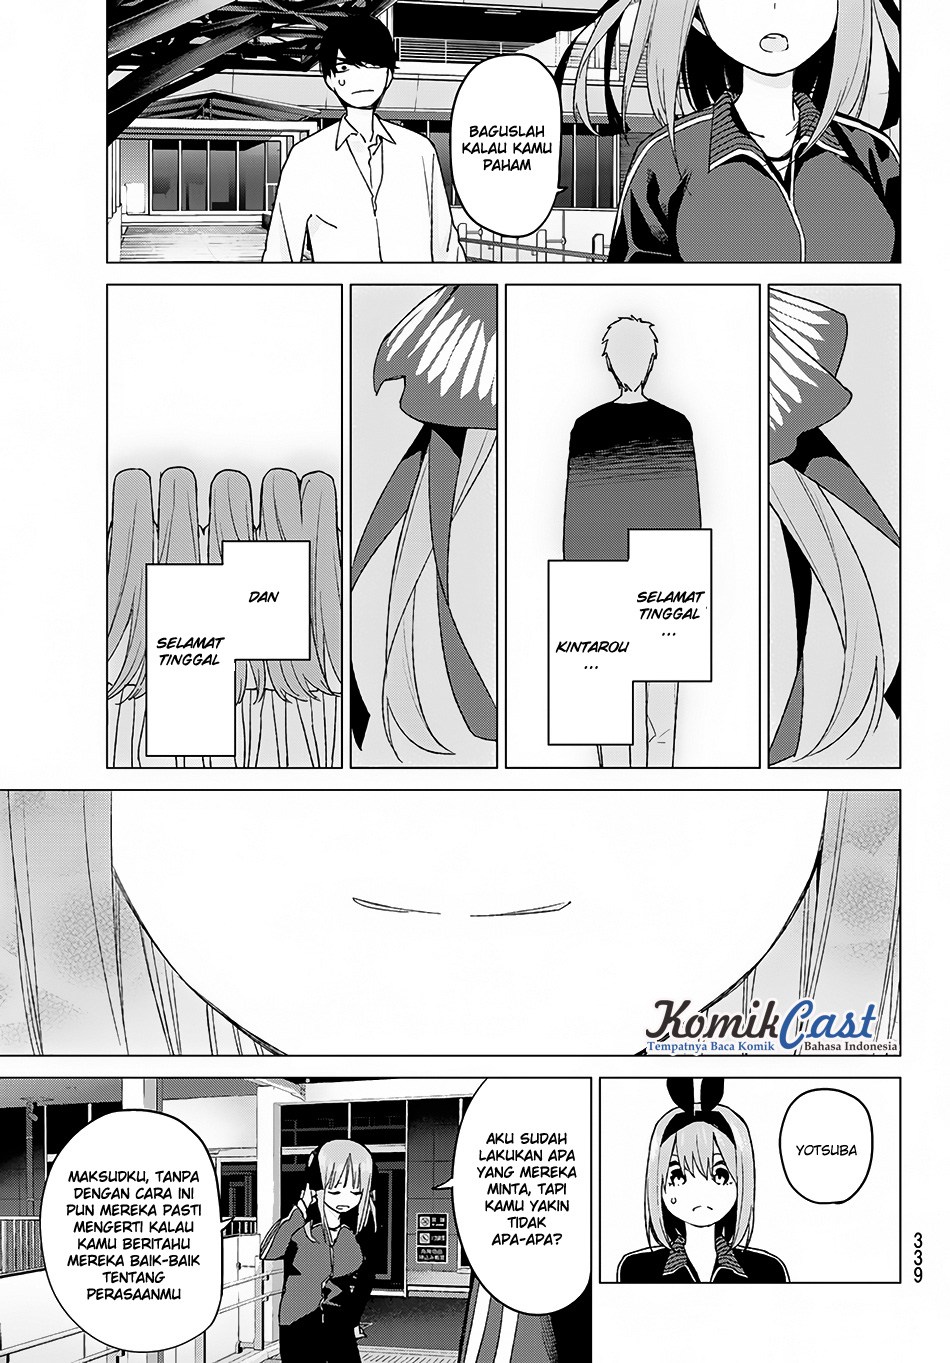 BAGUSLAH
KALAU KAMU
PAHAM
SELAMAT
TINGGAL
...
KINTAROU
...
DAN
SELAMAT
TINGGAL
KomikCast
Tempatnya Baca Komik Bahasa Indonesia
YOTSUBA
AKU SUDAH
LAKUKAN APA
YANG MEREKA
MINTA, TAPI
KAMU YAKIN
TIDAK
APA-APA?
MAKSUDKU, TANPA
DENGAN CARA INI
PUN MEREKA PASTI
MENGERTI KALAU
KAMU BERITAHU
MEREKA BAIK-BAIK
TENTANG
PERASAANMU
339